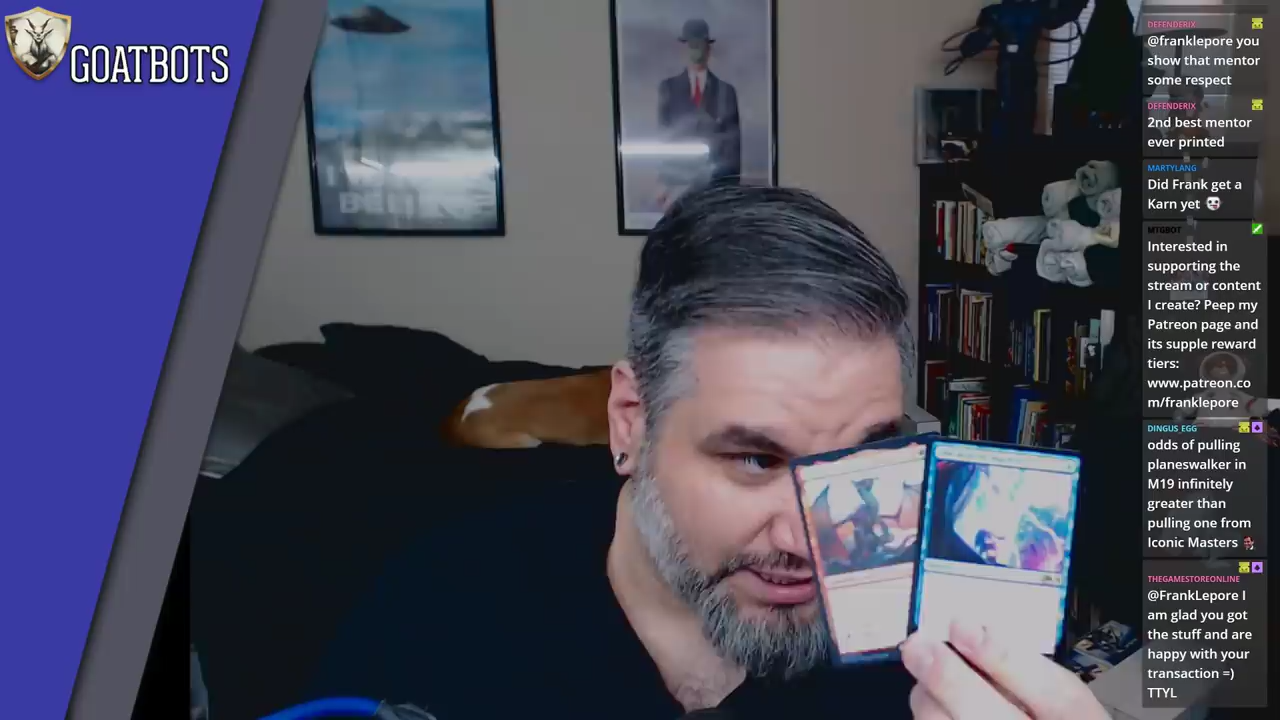 GOATBOTS
DEFENDERIX
@franklepore you
show that mentor
some respect
DEFENDERIX
2nd best mentor
ever printed
MARTYLANG
Did Frank get a
Karn yet
MTGBOT
Interested in
supporting the
stream or content
I create? Peep my
Patreon page and
its supple reward
tiers:
www.patreon.co
m/franklepore
DINGUS_EGG
odds of pulling
planeswalker in
M19 infinitely
greater than
pulling one from
Iconic Masters
THEGAMESTOREONLINE
@FrankLepore I
am glad you got
the stuff and are
happy with your
transaction =)
TTYL